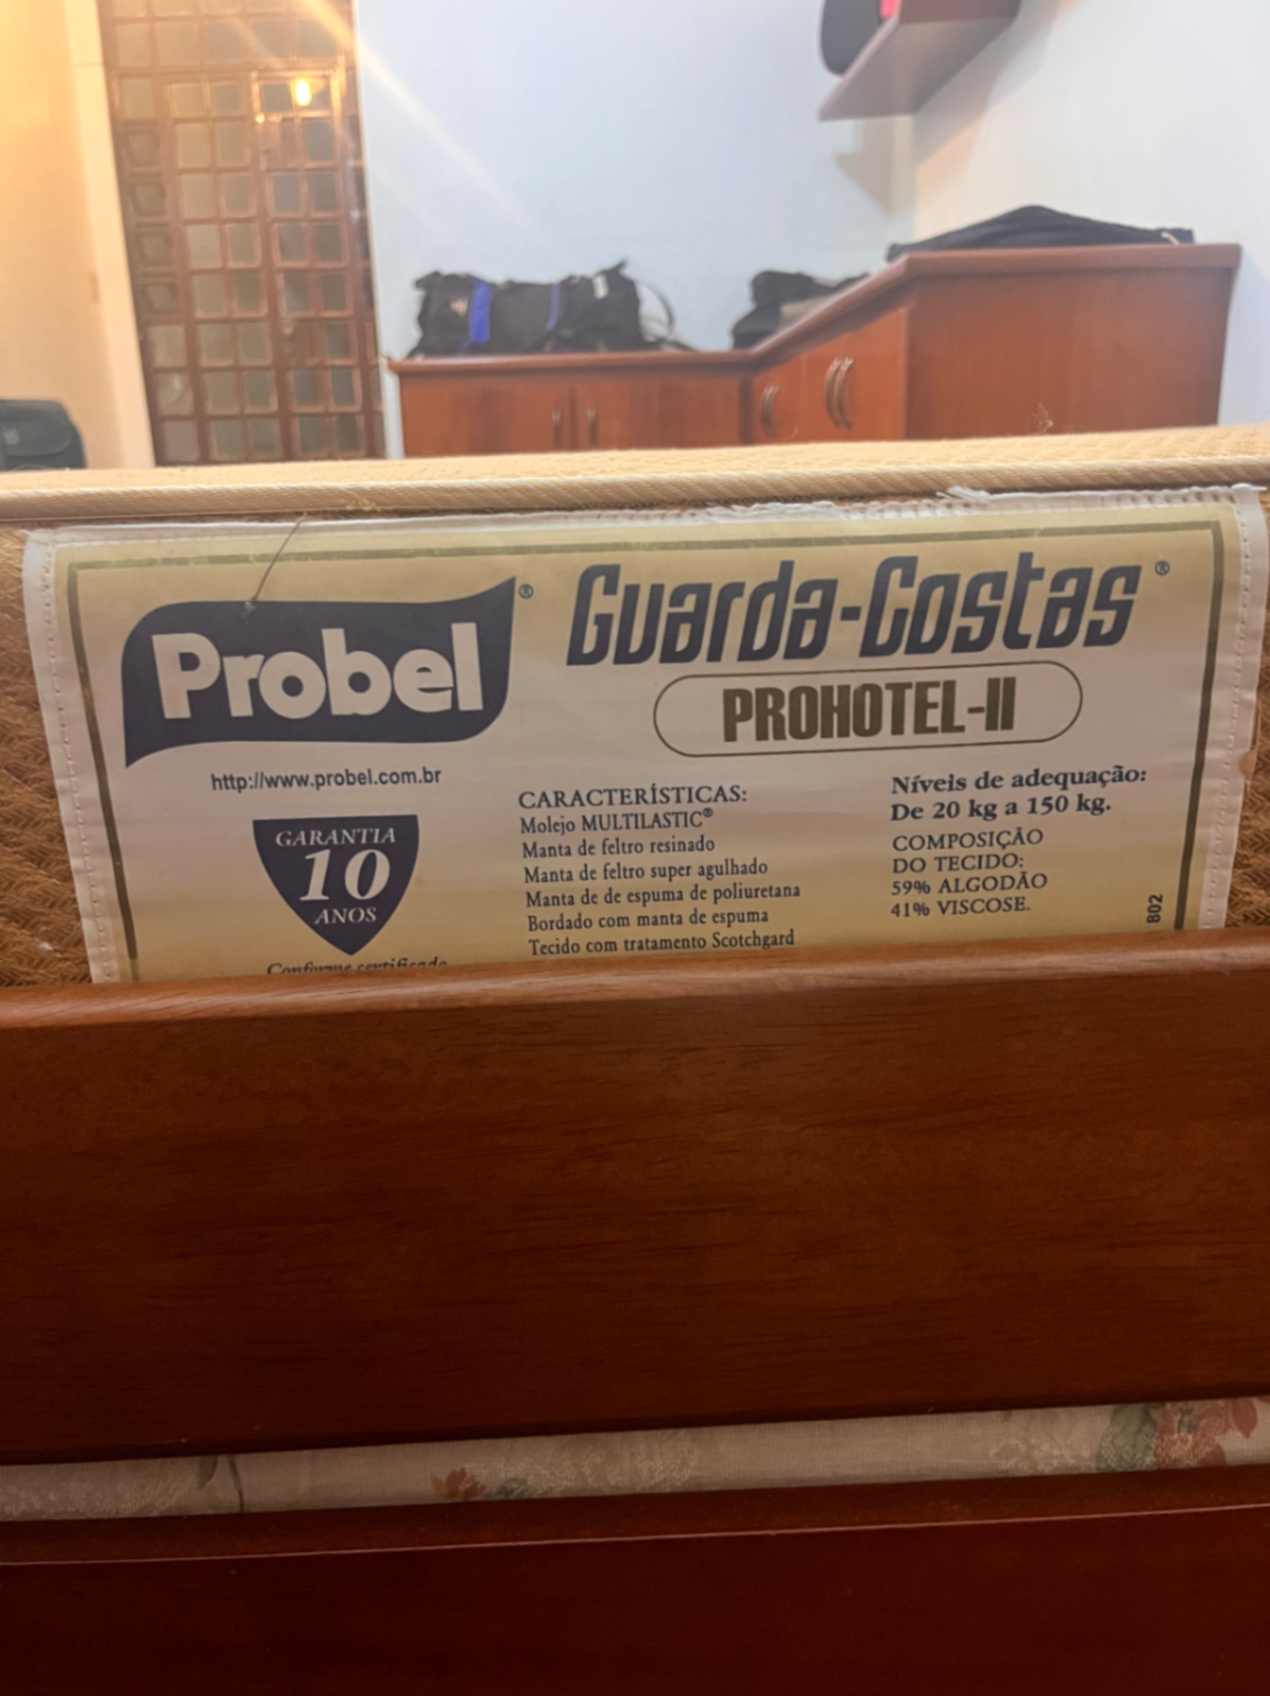 Probel®
http://www.probel.com.br
GARANTIA
10
ANOS
Conforme certificado
Guarda-Costas®
PROHOTEL-II
CARACTERÍSTICAS:
Molejo MULTILASTIC®
Manta de feltro resinado
Manta de feltro super agulhado
Manta de de espuma de poliuretana
Bordado com manta de espuma
Tecido com tratamento Scotchgard
Níveis de adequação:
De 20 kg a 150 kg.
COMPOSIÇÃO
DO TECIDO:
59% ALGODÃO
41% VISCOSE.
802